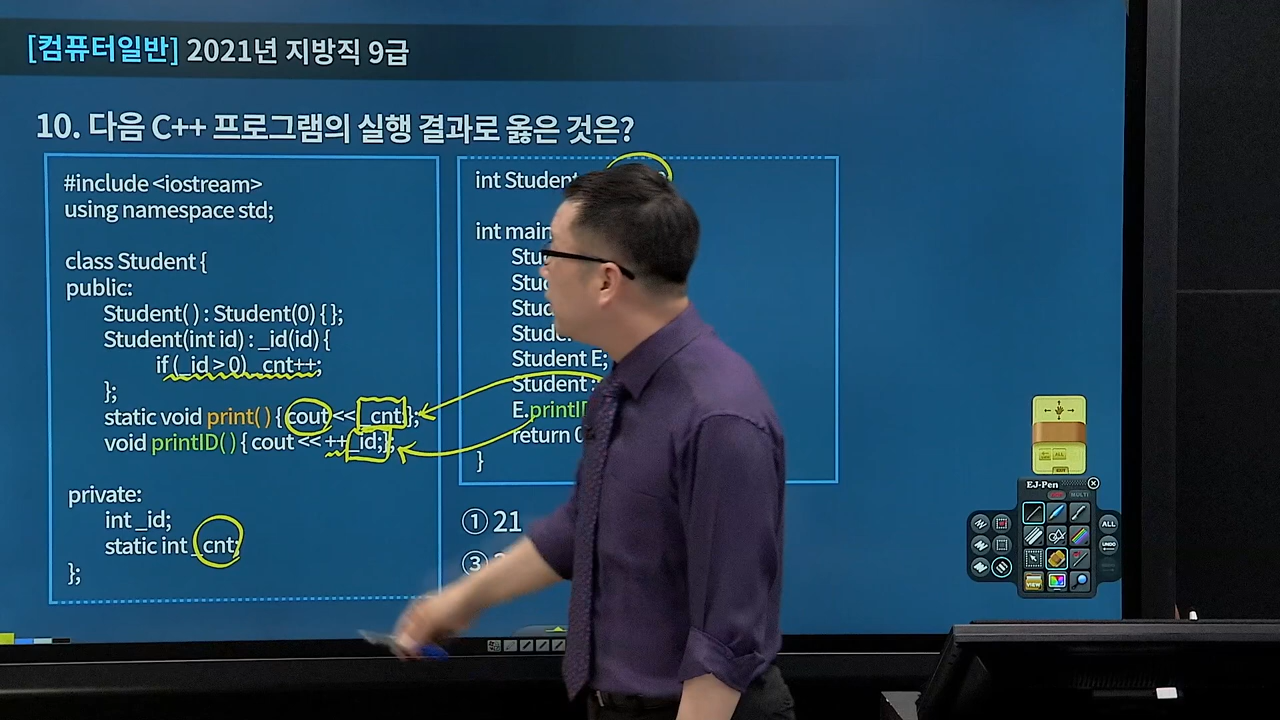 [컴퓨터일반] 2021년 지방직 9급
10. 다음 C++ 프로그램의 실행 결과로 옳은 것은?
#include <iostream>
using namespace std;
class Student {
public:
Student( ) : Student(0) { };
Student(int id) : _id(id) {
if (_id > 0) _cnt++;
};
static void print( ) { cout << _cnt; };
void printID( ) { cout << ++_id; };
private:
int _id;
static int _cnt;
};
int Student
int main
Student E;
Student :
E.printID
return 0
}
① 21
③
EJ-Pen
MULTI
ALL
UNDO